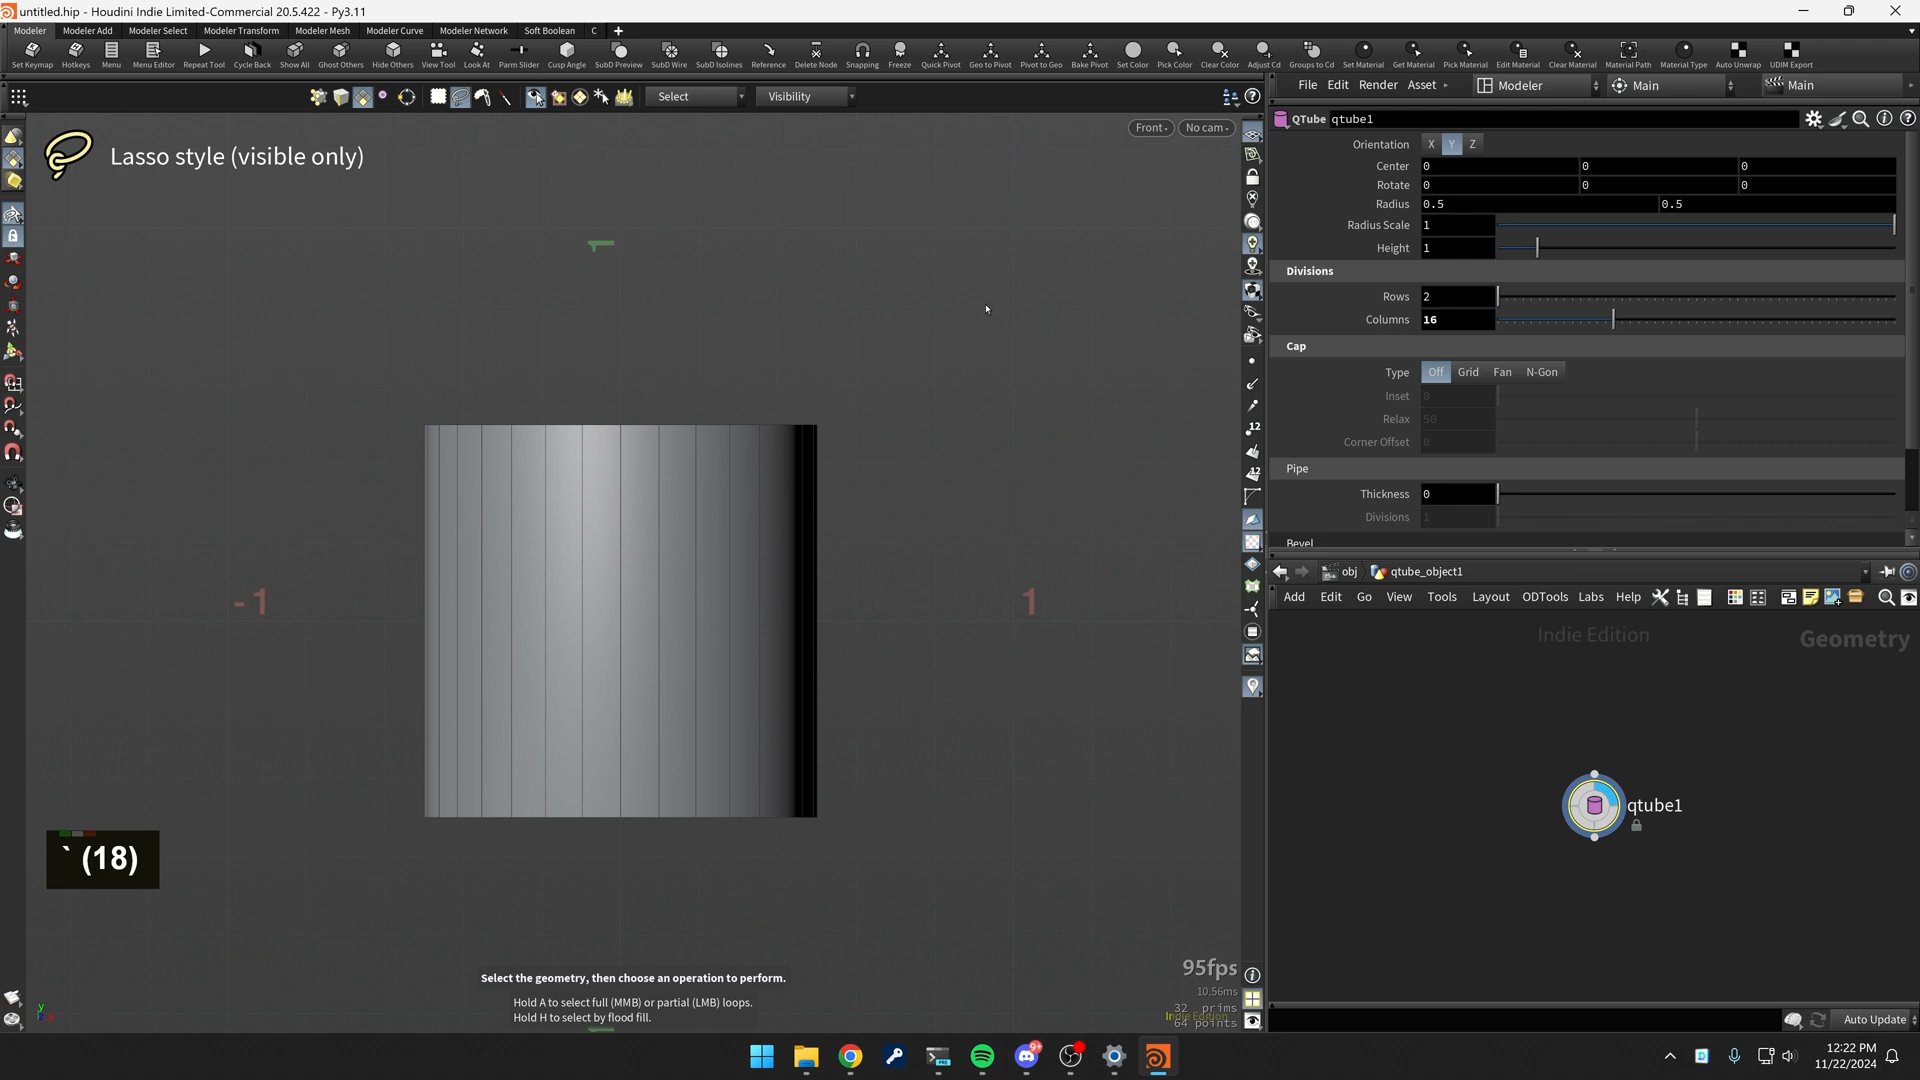 untitled.hip - Houdini Indie Limited-Commercial 20.5.422 - Py3.11
Modeler Modeler Add Modeler Select Modeler Transform Modeler Mesh Modeler Curve Modeler Network Soft Boolean C
Set Keymap Hotkeys Menu Menu Editor Repeat Tool Cycle Back Show All Ghost Others Hide Others View Tool Look At Parm Slider Cusp Angle SubD Preview SubD Wire SubD Isolines Reference Delete Node Snapping Freeze Quick Pivot Geo to Pivot Pivot to Geo Bake Pivot Set Color Pick Color Clear Color Adjust Cd Groups to Cd Set Material Get Material Pick Material Edit Material Clear Material Material Path Material Type Auto Unwrap UDIM Export
File Edit Render Asset Modeler Main Main
Select Visibility
Front No cam
Lasso style (visible only)
QTube qtube1
Orientation X Y Z
Center 0 0 0
Rotate 0 0 0
Radius 0.5 0.5
Radius Scale 1
Height 1
Divisions
Rows 2
Columns 16
Cap
Type Off Grid Fan N-Gon
Inset 0
Relax 50
Corner Offset 0
Pipe
Thickness 0
Divisions 1
Bevel
1
-1
1
12
12
obj qtube_object1
Add Edit Go View Tools Layout ODTools Labs Help
Indie Edition
Geometry
qtube1
` (18)
Select the geometry, then choose an operation to perform.
Hold A to select full (MMB) or partial (LMB) loops.
Hold H to select by flood fill.
95fps
10.56ms
32 prims
Indie Edition
64 points
y
Auto Update
9+
12:22 PM
11/22/2024